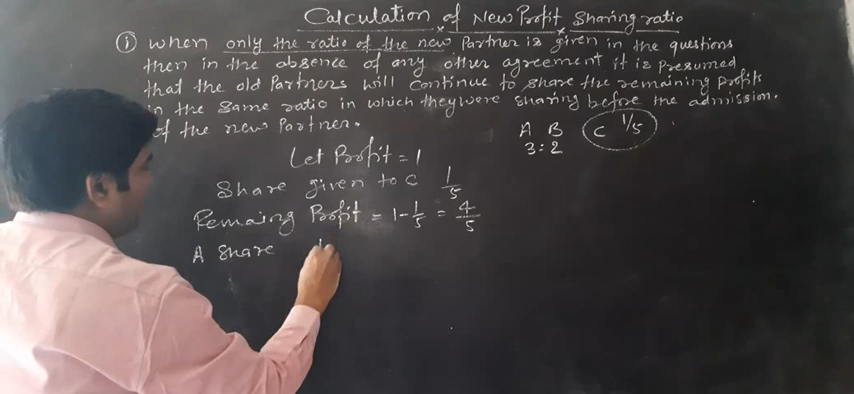 Calculation of New Profit Sharing ratio
① When only the ratio of the new Partner is given in the questions
then in the absence of any other agreement it is presumed
that the old Partners will continue to share the remaining profits
in the same ratio in which they were sharing before the admission.
of the new Partner.
A B C 1/5
3:2
Let Profit = 1
Share given to C 1/5
Remaing Profit = 1 - 1/5 = 4/5
A Share